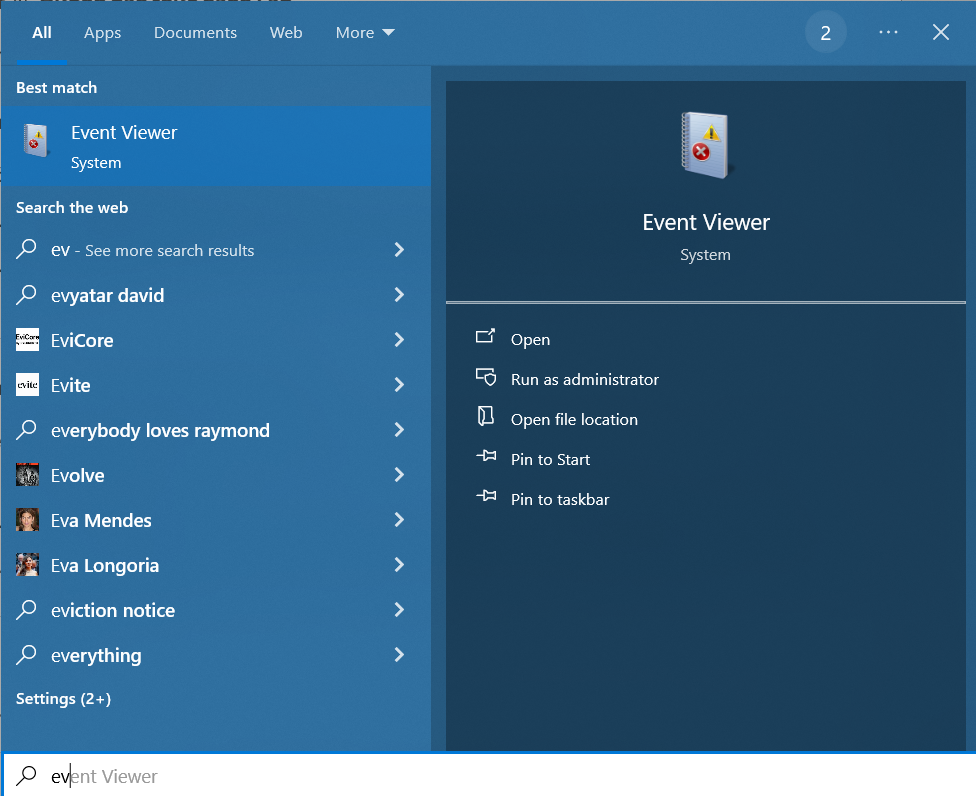 All Apps Documents Web More 2 ...
Best match
Event Viewer
System
Search the web
ev - See more search results
evyatar david
EviCore
Evite
everybody loves raymond
Evolve
Eva Mendes
Eva Longoria
eviction notice
everything
Settings (2+)
Event Viewer
System
Open
Run as administrator
Open file location
Pin to Start
Pin to taskbar
event Viewer